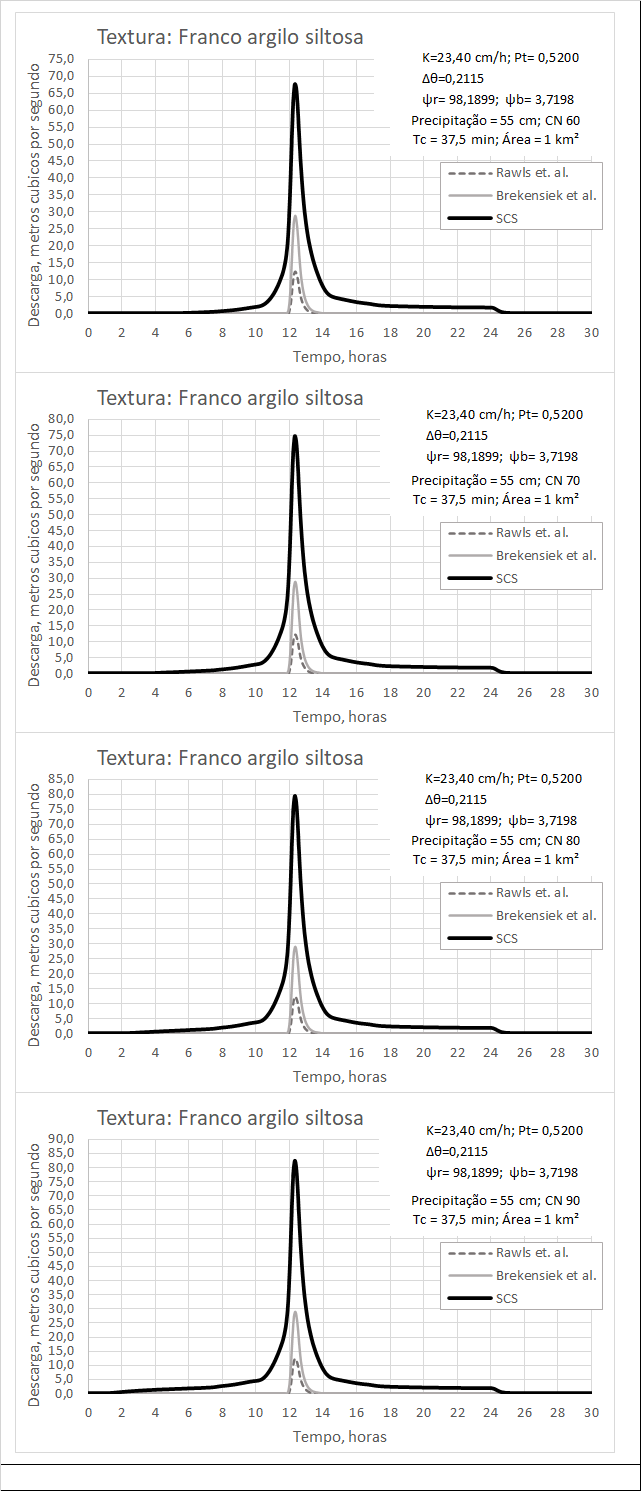 Textura: Franco argilo siltosa
K=23,40 cm/h; Pt= 0,5200
Δθ=0,2115
ψr= 98,1899;  ψb= 3,7198
Precipitação = 55 cm; CN 60
Tc = 37,5 min; Área = 1 km²
Rawls et. al.
Brekensiek et al.
SCS
Descarga, metros cubicos por segundo
75,0
70,0
65,0
60,0
55,0
50,0
45,0
40,0
35,0
30,0
25,0
20,0
15,0
10,0
5,0
0,0
0 2 4 6 8 10 12 14 16 18 20 22 24 26 28 30
Tempo, horas
Textura: Franco argilo siltosa
K=23,40 cm/h; Pt= 0,5200
Δθ=0,2115
ψr= 98,1899;  ψb= 3,7198
Precipitação = 55 cm; CN 70
Tc = 37,5 min; Área = 1 km²
Rawls et. al.
Brekensiek et al.
SCS
Descarga, metros cubicos por segundo
80,0
75,0
70,0
65,0
60,0
55,0
50,0
45,0
40,0
35,0
30,0
25,0
20,0
15,0
10,0
5,0
0,0
0 2 4 6 8 10 12 14 16 18 20 22 24 26 28 30
Tempo, horas
Textura: Franco argilo siltosa
K=23,40 cm/h; Pt= 0,5200
Δθ=0,2115
ψr= 98,1899;  ψb= 3,7198
Precipitação = 55 cm; CN 80
Tc = 37,5 min; Área = 1 km²
Rawls et. al.
Brekensiek et al.
SCS
Descarga, metros cubicos por segundo
85,0
80,0
75,0
70,0
65,0
60,0
55,0
50,0
45,0
40,0
35,0
30,0
25,0
20,0
15,0
10,0
5,0
0,0
0 2 4 6 8 10 12 14 16 18 20 22 24 26 28 30
Tempo, horas
Textura: Franco argilo siltosa
K=23,40 cm/h; Pt= 0,5200
Δθ=0,2115
ψr= 98,1899;  ψb= 3,7198
Precipitação = 55 cm; CN 90
Tc = 37,5 min; Área = 1 km²
Rawls et. al.
Brekensiek et al.
SCS
Descarga, metros cubicos por segundo
90,0
85,0
80,0
75,0
70,0
65,0
60,0
55,0
50,0
45,0
40,0
35,0
30,0
25,0
20,0
15,0
10,0
5,0
0,0
0 2 4 6 8 10 12 14 16 18 20 22 24 26 28 30
Tempo, horas